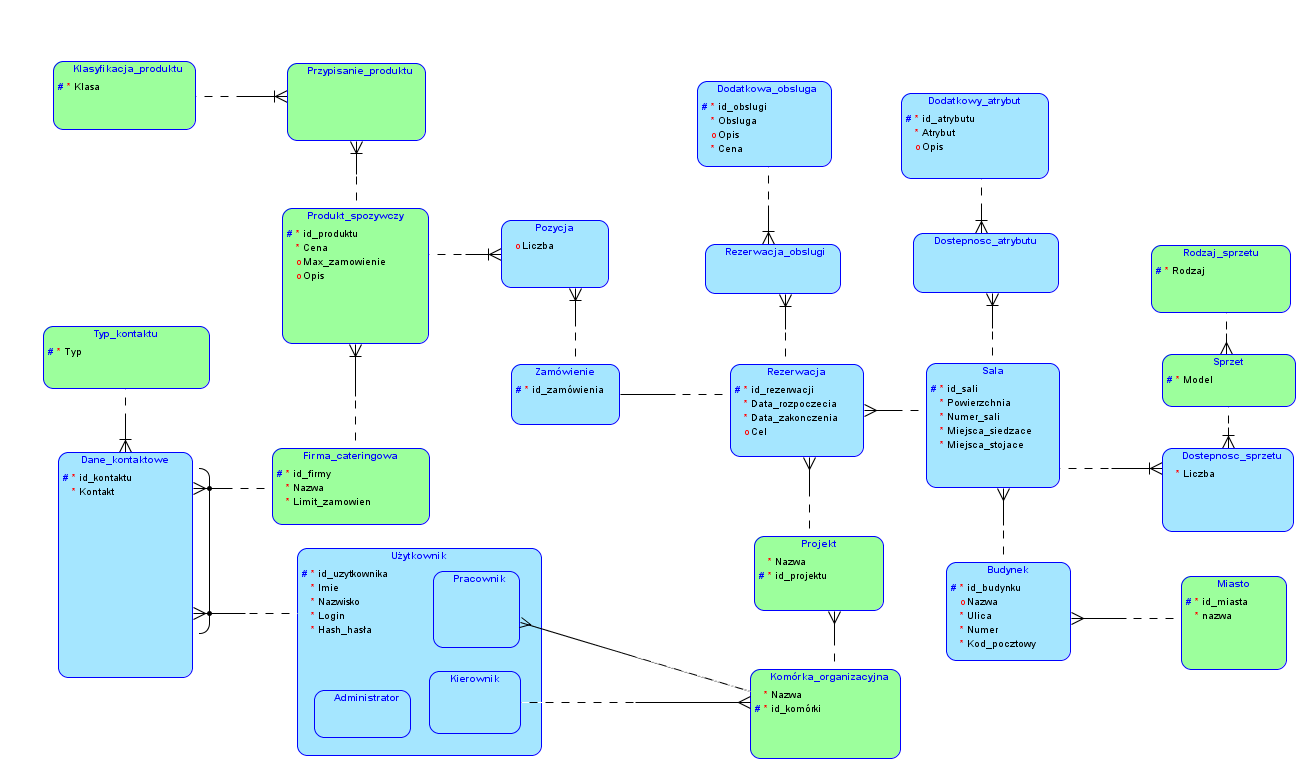 Klasyfikacja_produktu
# * Klasa
Przypisanie_produktu
Dodatkowa_obsluga
# * id_obslugi
* Obsluga
o Opis
* Cena
Dodatkowy_atrybut
# * id_atrybutu
* Atrybut
o Opis
Produkt_spozywczy
# * id_produktu
* Cena
o Max_zamowienie
o Opis
Pozycja
o Liczba
Rezerwacja_obslugi
Dostepnosc_atrybutu
Rodzaj_sprzetu
# * Rodzaj
Typ_kontaktu
# * Typ
Zamówienie
# * id_zamówienia
Rezerwacja
# * id_rezerwacji
* Data_rozpoczecia
* Data_zakonczenia
o Cel
Sala
# * id_sali
* Powierzchnia
* Numer_sali
* Miejsca_siedzace
* Miejsca_stojace
Sprzet
# * Model
Dane_kontaktowe
# * id_kontaktu
* Kontakt
Firma_cateringowa
# * id_firmy
* Nazwa
* Limit_zamowien
Dostepnosc_sprzetu
* Liczba
Użytkownik
# * id_uzytkownika
* Imie
* Nazwisko
* Login
* Hash_hasła
Pracownik
Kierownik
Administrator
Projekt
* Nazwa
# * id_projektu
Budynek
# * id_budynku
o Nazwa
* Ulica
* Numer
* Kod_pocztowy
Miasto
# * id_miasta
* nazwa
Komórka_organizacyjna
* Nazwa
# * id_komórki